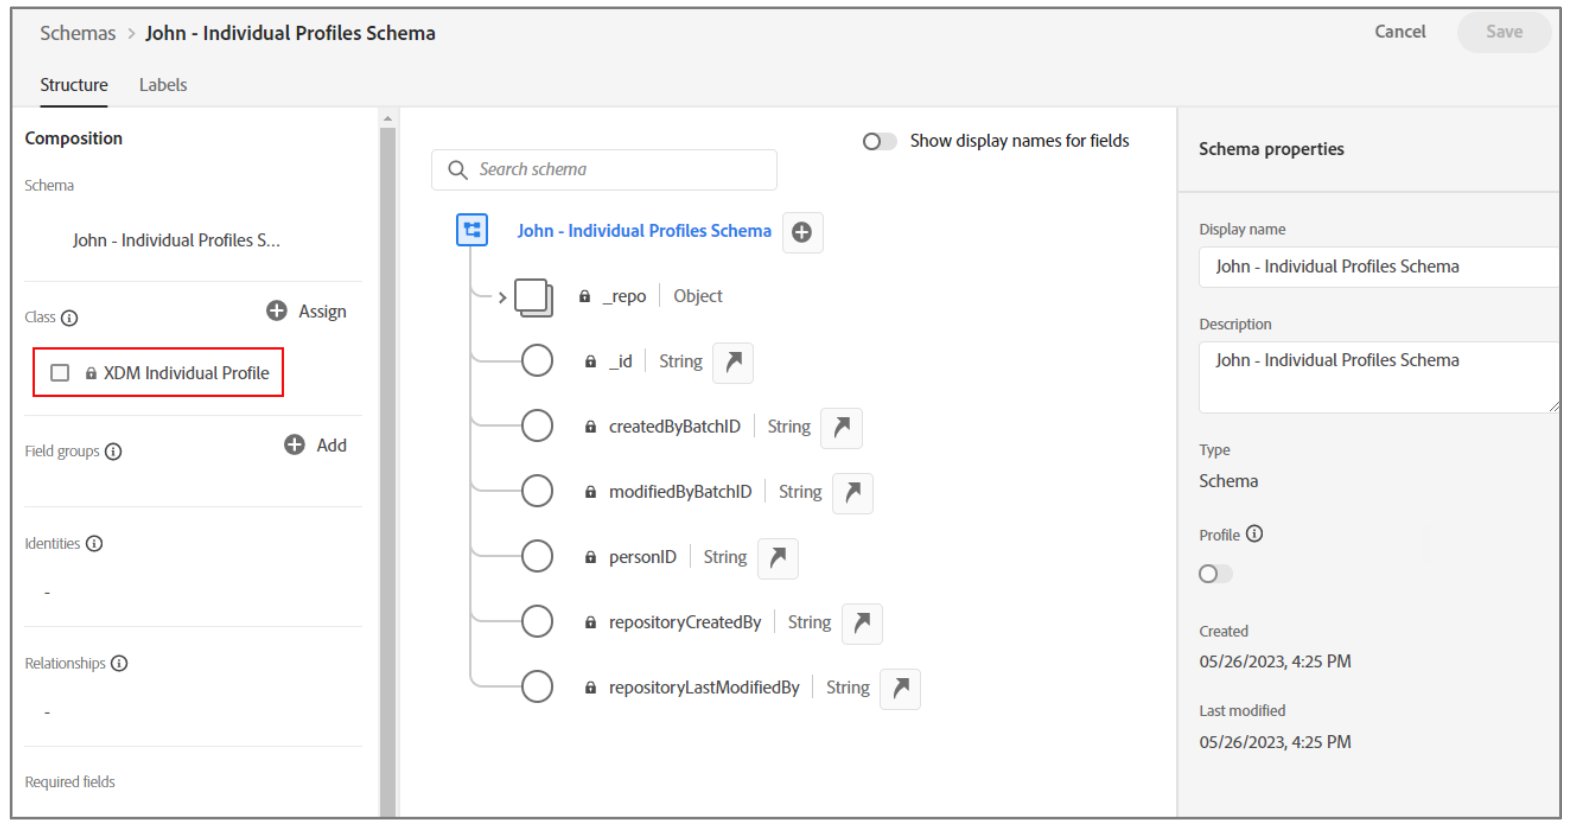 Schemas > John - Individual Profiles Schema
Cancel
Save
Structure
Labels
Composition
Schema
John - Individual Profiles S...
Class
Assign
XDM Individual Profile
Field groups
Add
Identities
-
Relationships
-
Required fields
Show display names for fields
Search schema
John - Individual Profiles Schema
_repo | Object
_id | String
createdByBatchID | String
modifiedByBatchID | String
personID | String
repositoryCreatedBy | String
repositoryLastModifiedBy | String
Schema properties
Display name
John - Individual Profiles Schema
Description
John - Individual Profiles Schema
Type
Schema
Profile
Created
05/26/2023, 4:25 PM
Last modified
05/26/2023, 4:25 PM